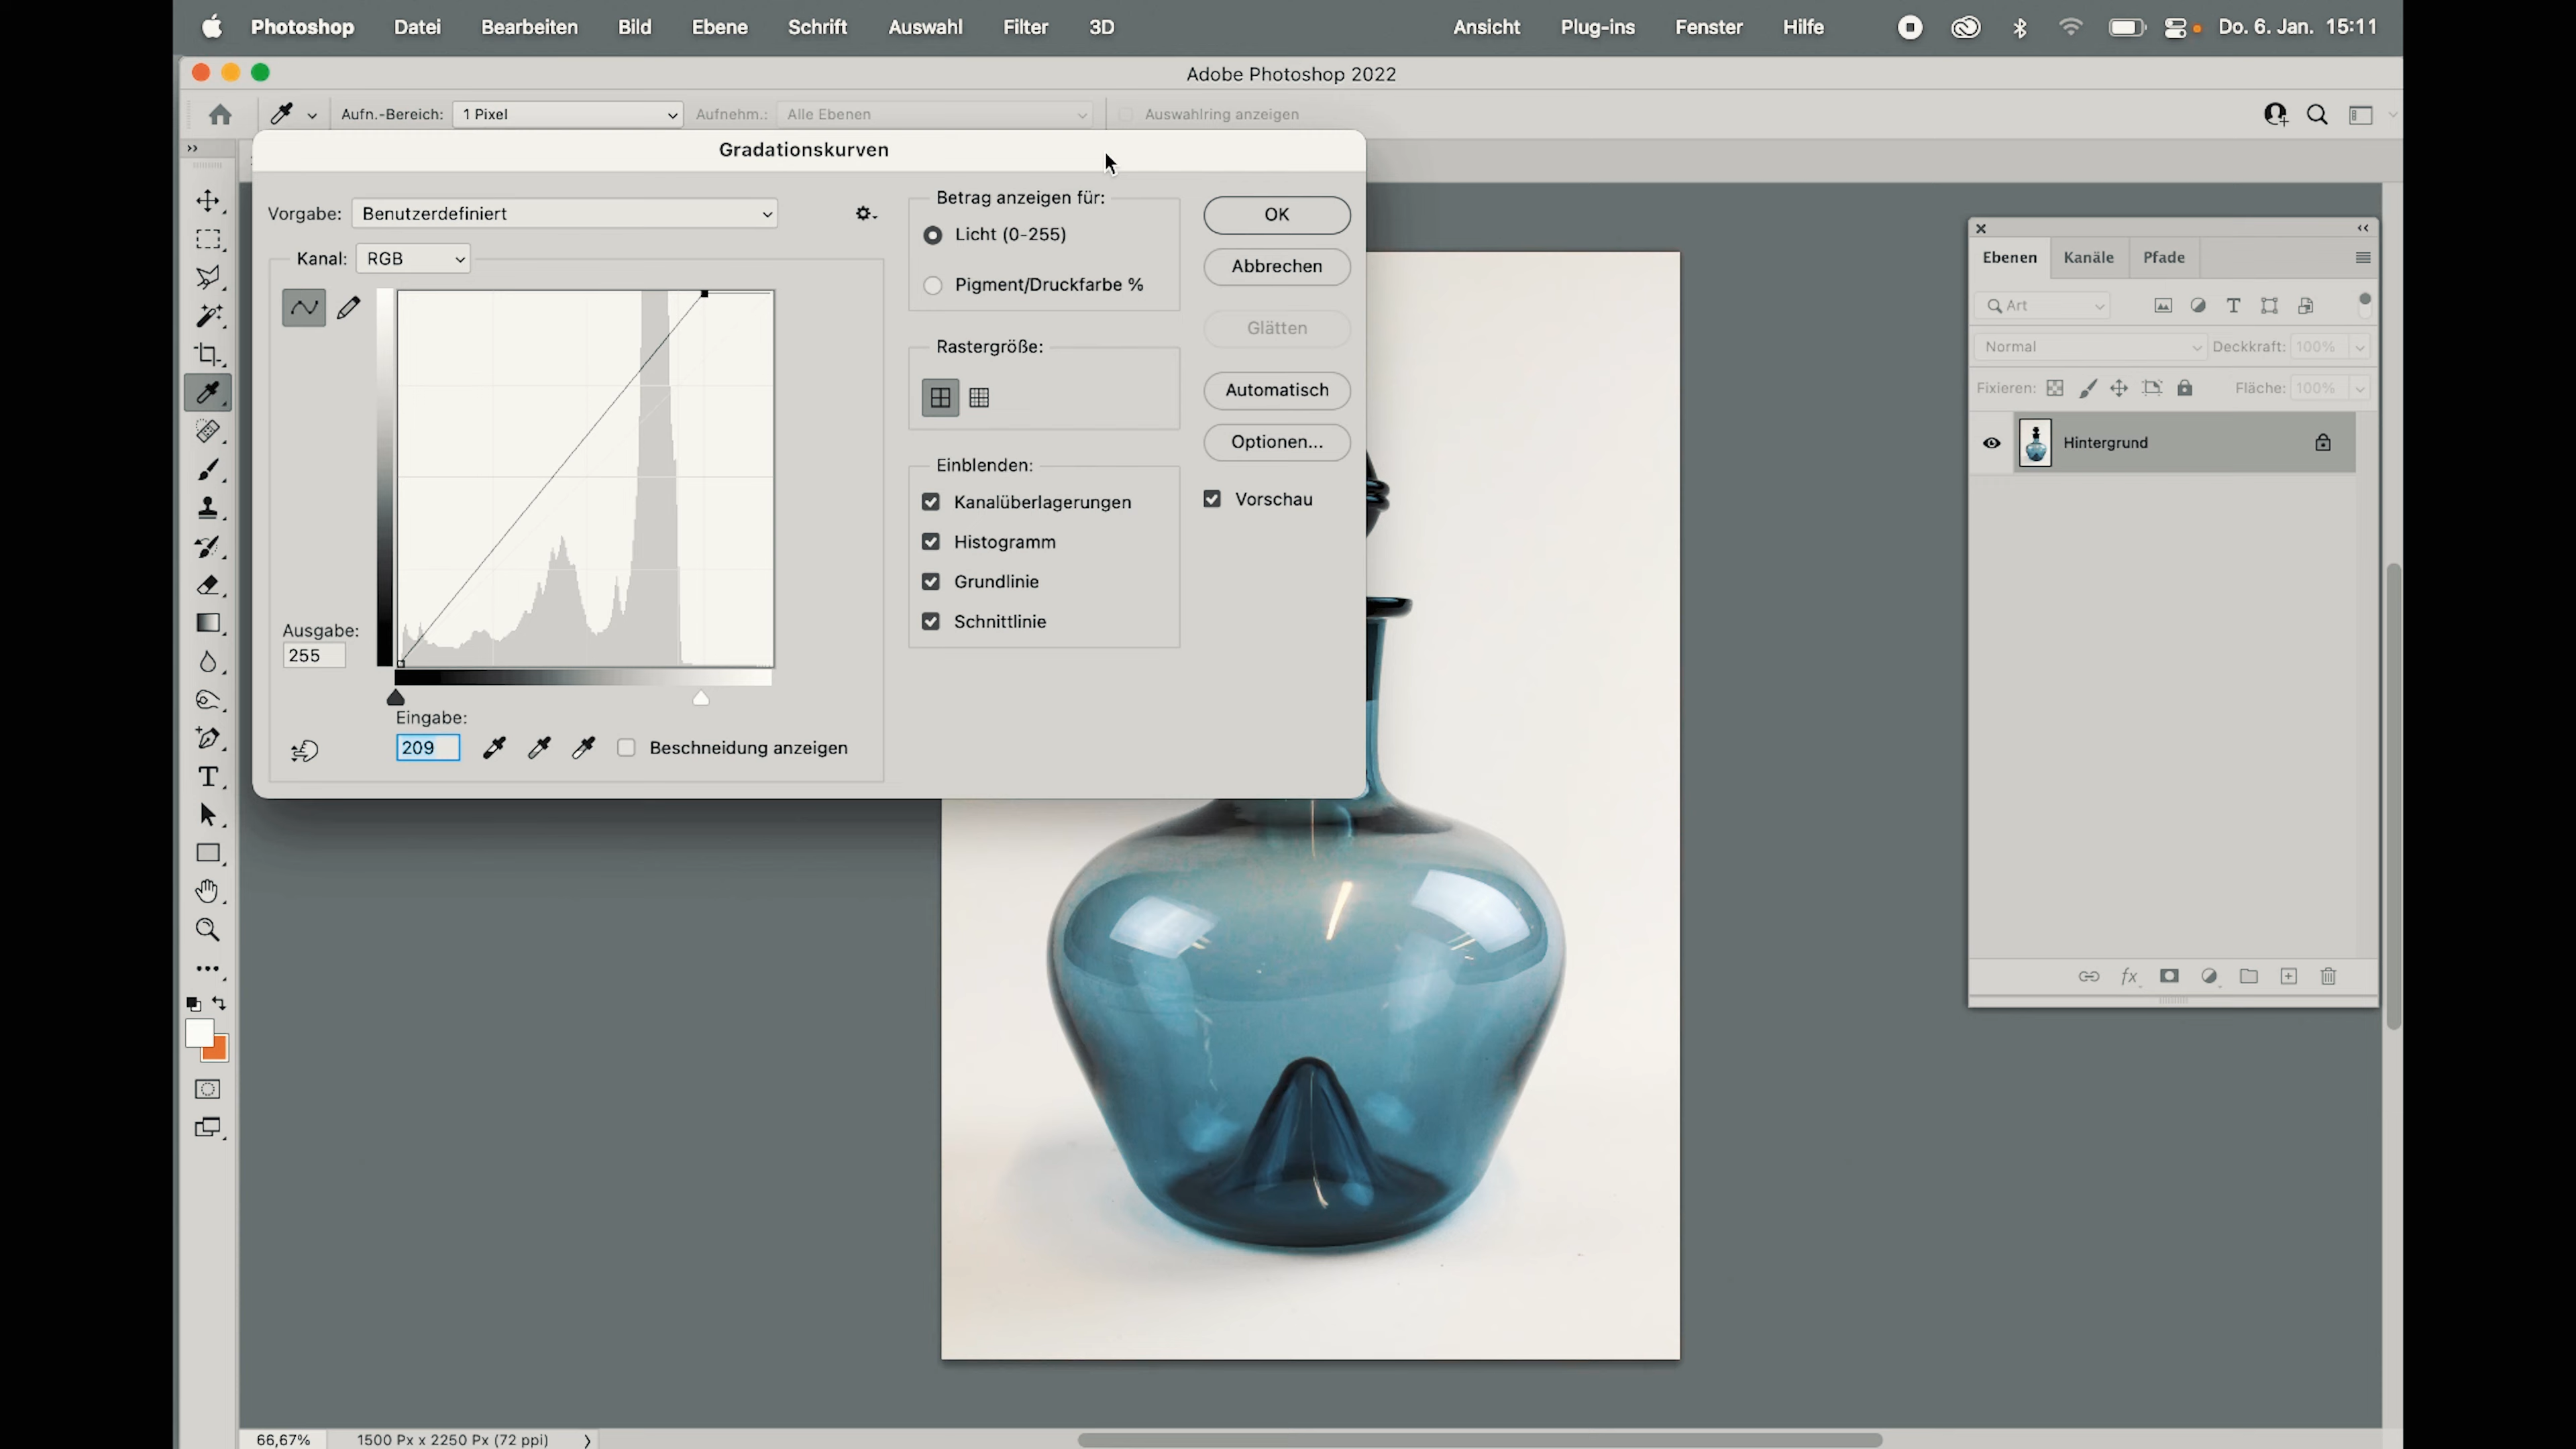 Photoshop Datei Bearbeiten Bild Ebene Schrift Auswahl Filter 3D Ansicht Plug-ins Fenster Hilfe Do. 6. Jan. 15:11
Adobe Photoshop 2022
Aufn.-Bereich: 1 Pixel Aufnehm.: Alle Ebenen Auswahlring anzeigen
Gradationskurven
Vorgabe: Benutzerdefiniert
Kanal: RGB
Ausgabe:
255
Eingabe:
209
Beschneidung anzeigen
Betrag anzeigen für:
Licht (0-255)
Pigment/Druckfarbe %
Rastergröße:
Einblenden:
Kanalüberlagerungen
Histogramm
Grundlinie
Schnittlinie
OK
Abbrechen
Glätten
Automatisch
Optionen...
Vorschau
Ebenen Kanäle Pfade
Art
Normal Deckkraft: 100%
Fixieren: Fläche: 100%
Hintergrund
fx
66,67% 1500 Px x 2250 Px (72 ppi)